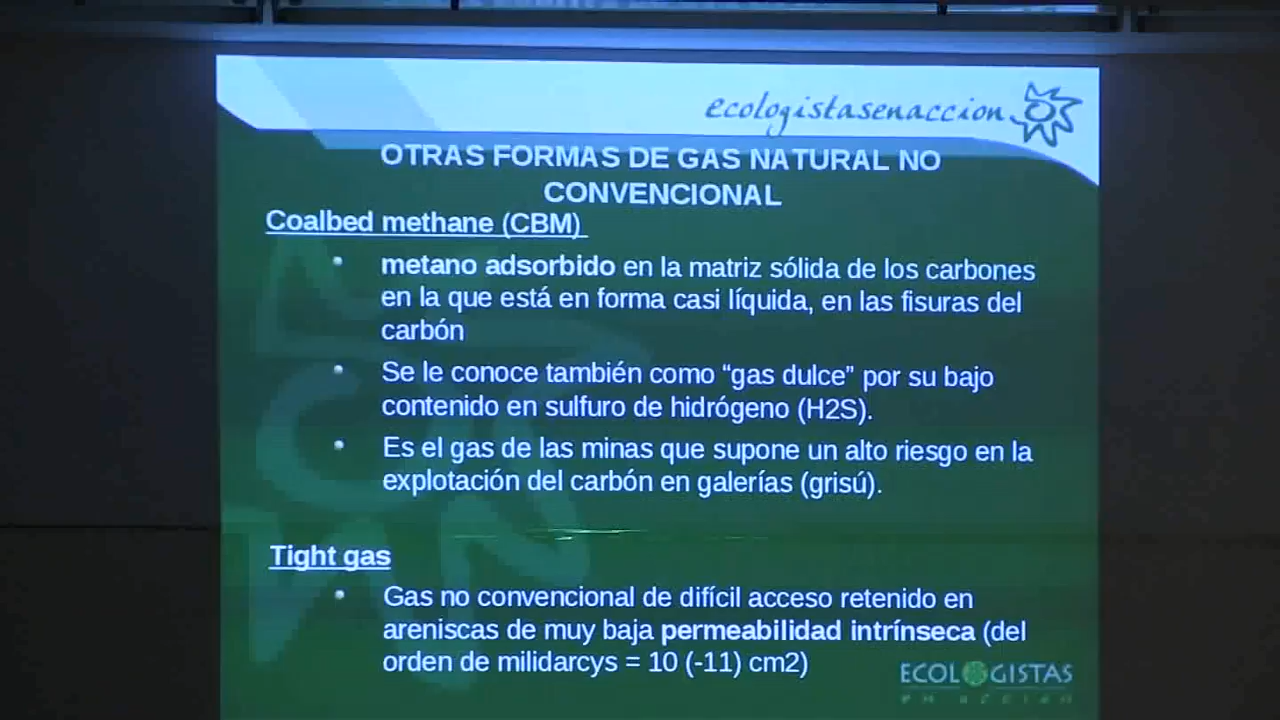 ecologistasenaccion
OTRAS FORMAS DE GAS NATURAL NO
CONVENCIONAL
Coalbed methane (CBM)
metano adsorbido en la matriz sólida de los carbones
en la que está en forma casi líquida, en las fisuras del
carbón
Se le conoce también como “gas dulce” por su bajo
contenido en sulfuro de hidrógeno (H2S).
Es el gas de las minas que supone un alto riesgo en la
explotación del carbón en galerías (grisú).
Tight gas
Gas no convencional de difícil acceso retenido en
areniscas de muy baja permeabilidad intrínseca (del
orden de milidarcys = 10 (-11) cm2)
ECOLOGISTAS